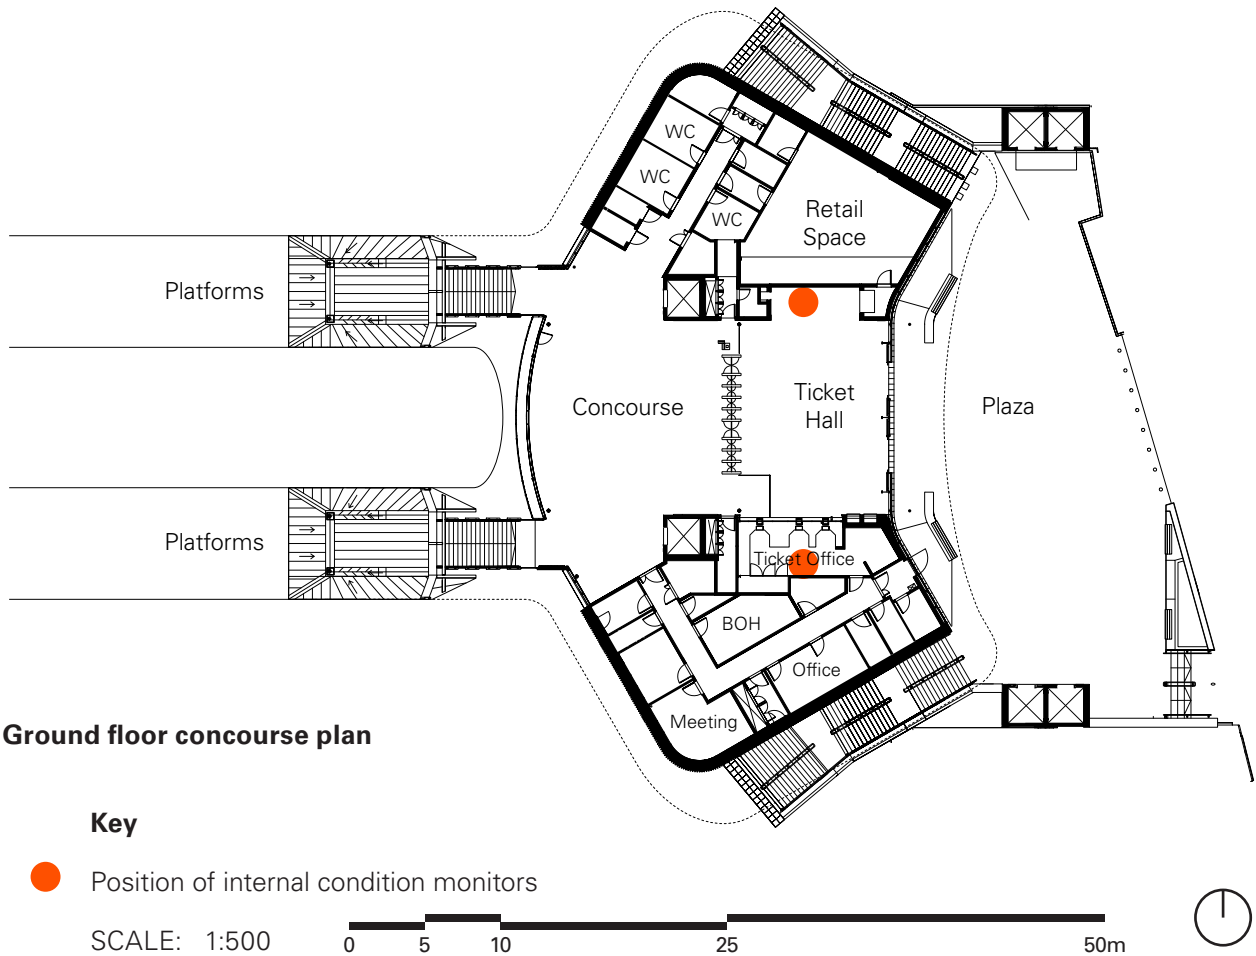 WC
WC
WC
Retail
Space
Platforms
Concourse
Ticket
Hall
Plaza
Platforms
Ticket Office
BOH
Office
Meeting
Ground floor concourse plan
Key
Position of internal condition monitors
SCALE: 1:500
0 5 10 25 50m